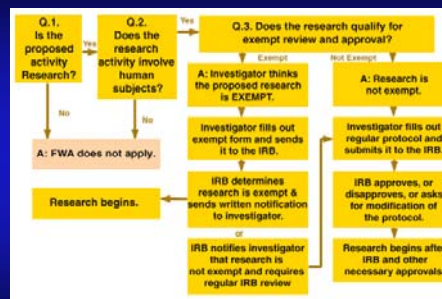 Q.1.
Is the
proposed
activity
Research?
Yes
Q.2.
Does the
research
activity involve
human
subjects?
Yes
Q.3. Does the research qualify for
exempt review and approval?
No
No
A: FWA does not apply.
Exempt
Not Exempt
A: Investigator thinks
the proposed research
is EXEMPT.
Investigator fills out
exempt form and sends
it to the IRB.
IRB determines
research is exempt &
sends written notification
to investigator.
Research begins.
or
IRB notifies investigator
that research is
not exempt and requires
regular IRB review
A: Research is
not exempt.
Investigator fills out
regular protocol and
submits it to the IRB.
IRB approves, or
disapproves, or asks
for modification of
the protocol.
Research begins after
IRB and other
necessary approvals.